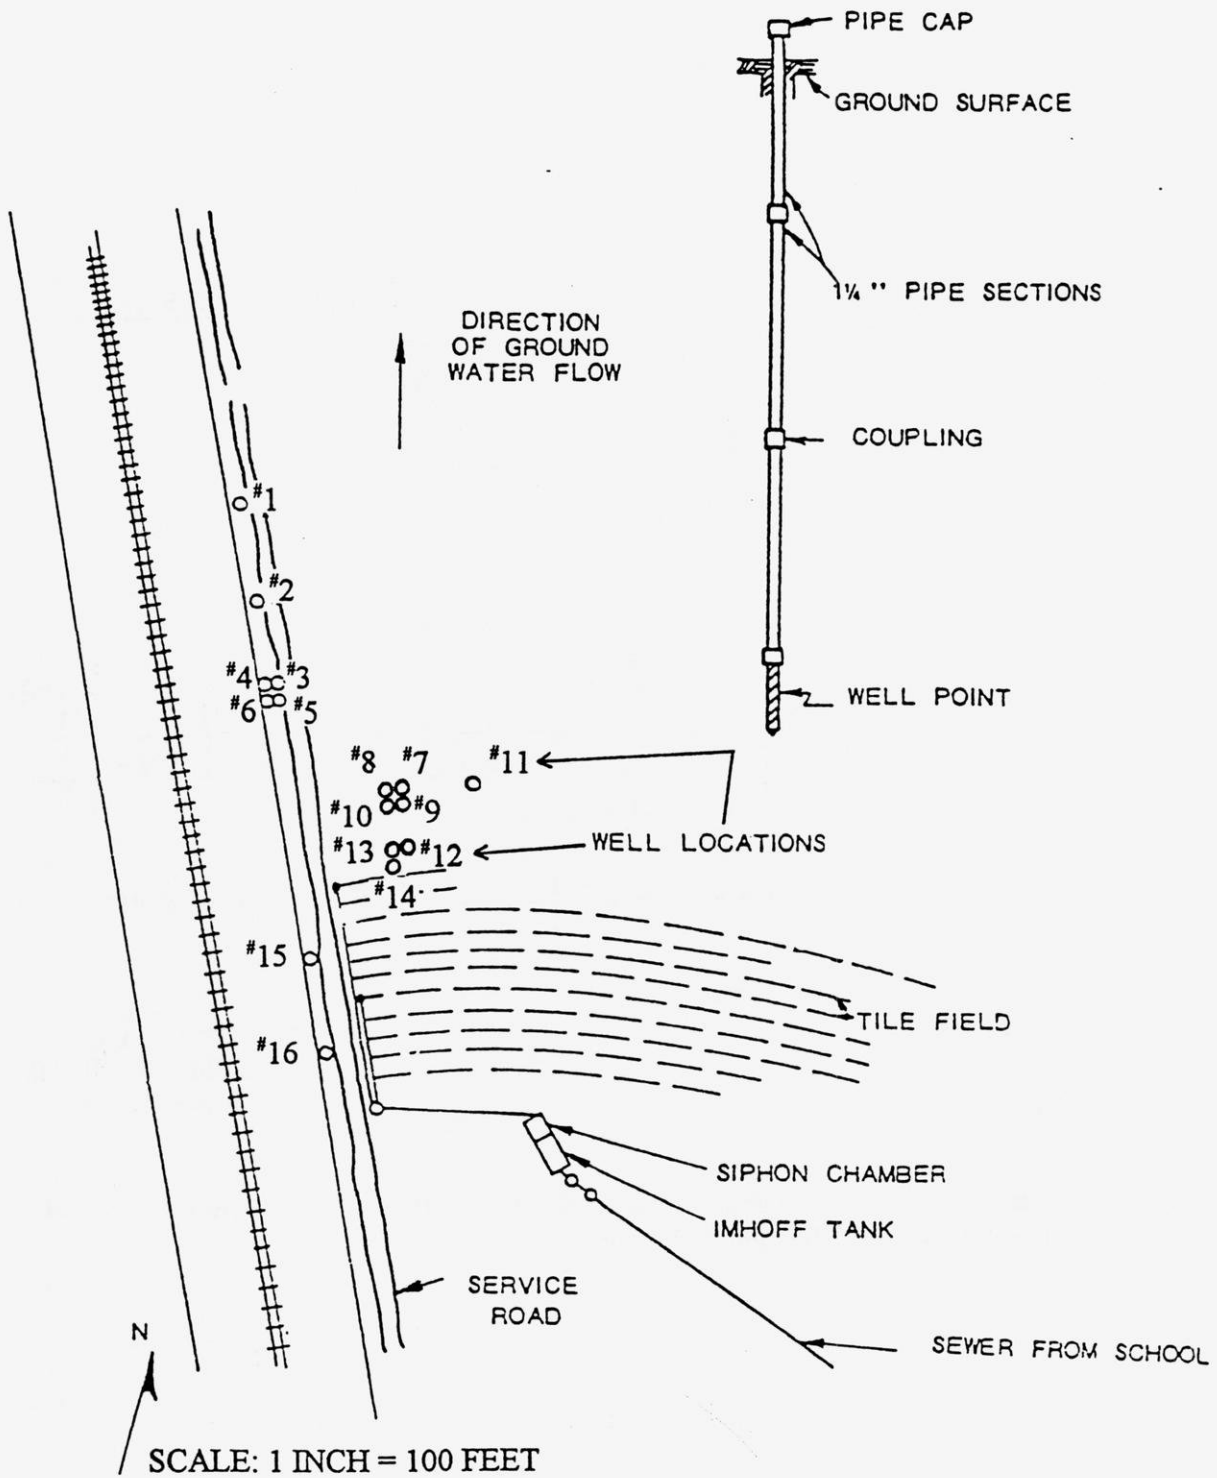 PIPE CAP
GROUND SURFACE
1¼ " PIPE SECTIONS
DIRECTION
OF GROUND
WATER FLOW
COUPLING
#1
#2
#4 #3
#6 #5
WELL POINT
#8 #7 #11
#10 #9
WELL LOCATIONS
#13 #12
#14
#15
TILE FIELD
#16
SIPHON CHAMBER
IMHOFF TANK
SERVICE
ROAD
N
SEWER FROM SCHOOL
SCALE: 1 INCH = 100 FEET